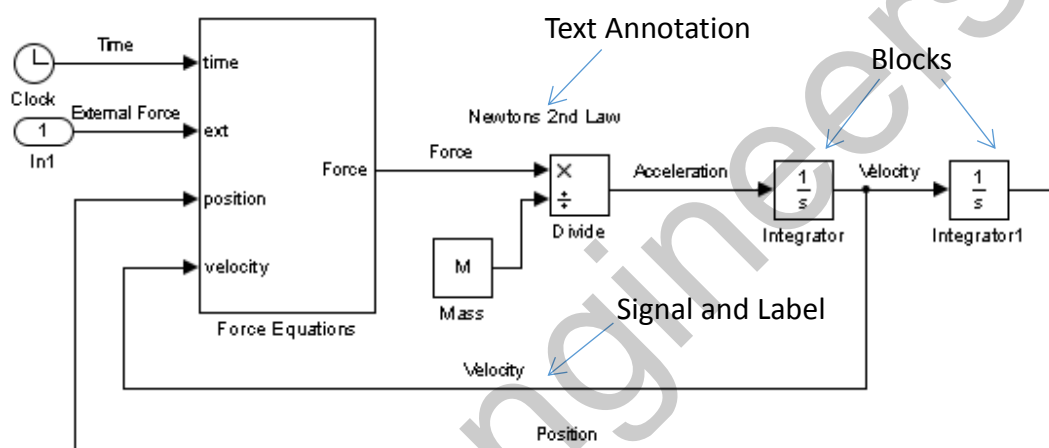 Text Annotation
Blocks
Time
time
Clock
External Force
1
ext
In1
Newtons 2nd Law
Force
Force
×
÷
Divide
Acceleration
1
s
Integrator
Velocity
1
s
Integrator1
position
velocity
M
Mass
Force Equations
Signal and Label
Velocity
Position